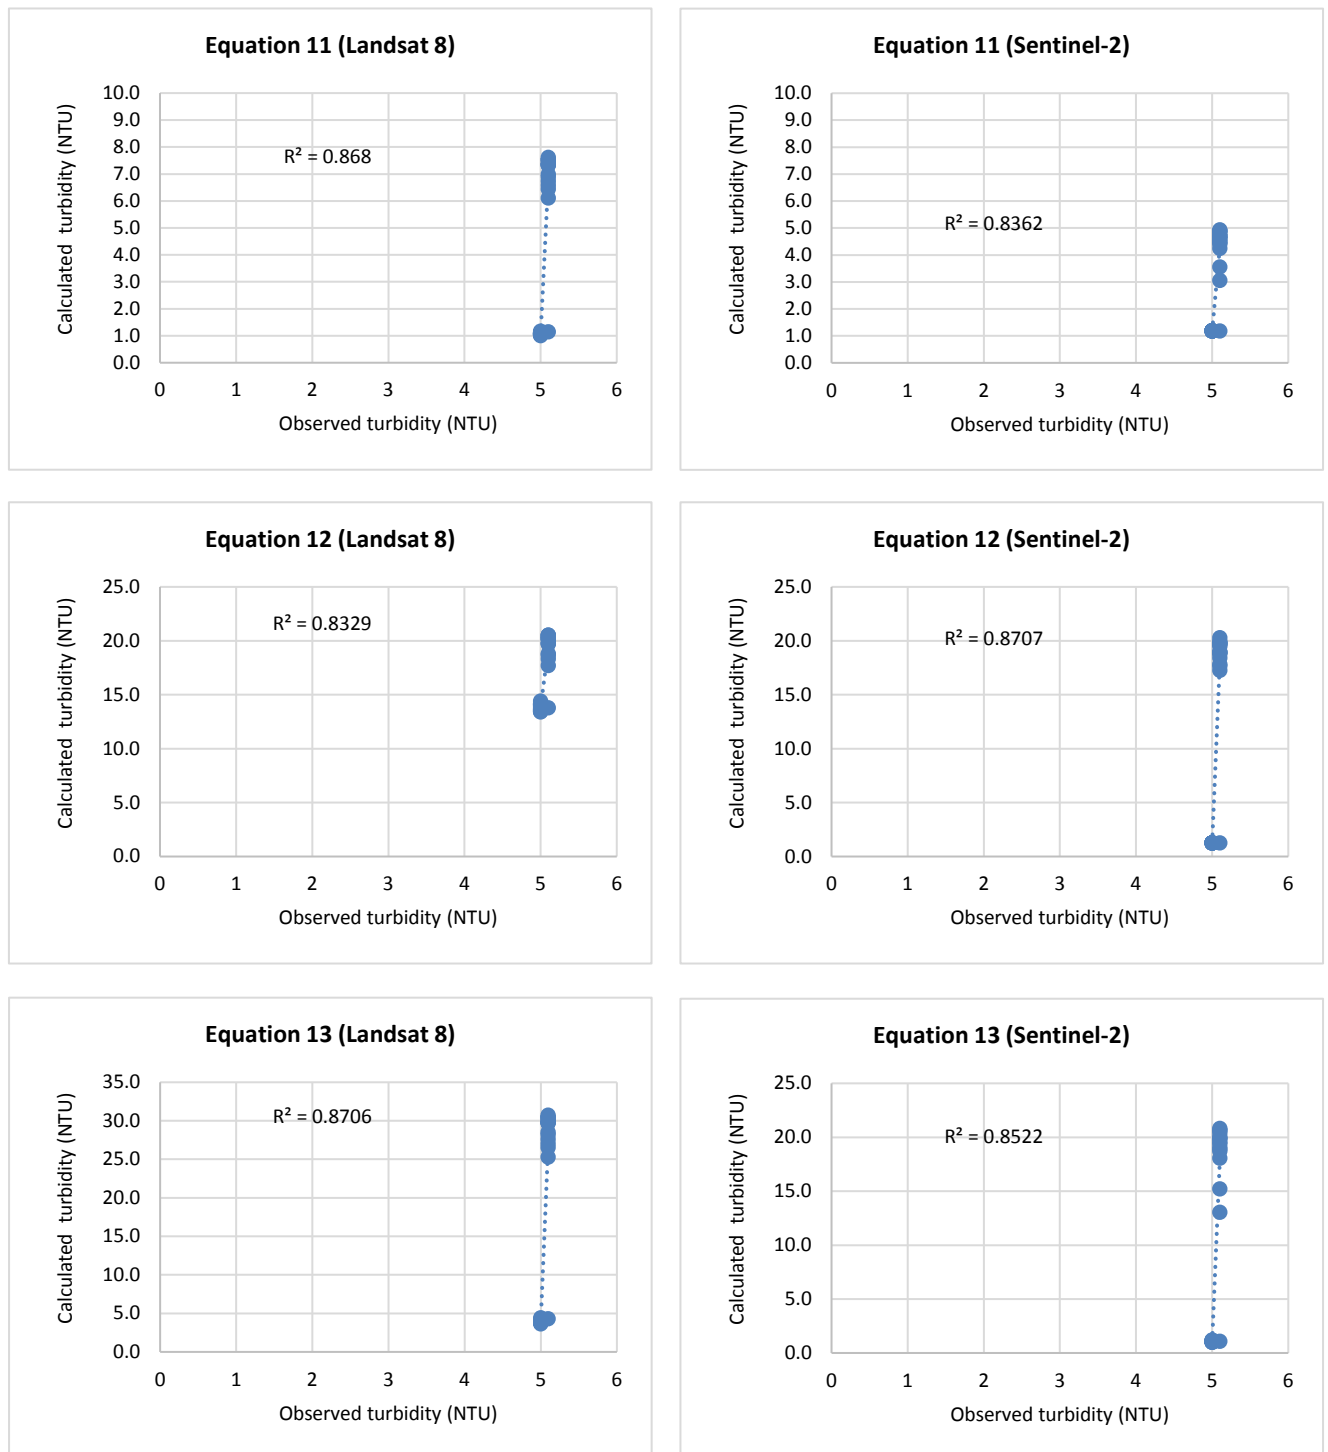 Equation 11 (Landsat 8)
10.0
9.0
8.0
7.0
6.0
5.0
4.0
3.0
2.0
1.0
0.0
Calculated turbidity (NTU)
R² = 0.868
0 1 2 3 4 5 6
Observed turbidity (NTU)
Equation 11 (Sentinel-2)
10.0
9.0
8.0
7.0
6.0
5.0
4.0
3.0
2.0
1.0
0.0
Calculated turbidity (NTU)
R² = 0.8362
0 1 2 3 4 5 6
Observed turbidity (NTU)
Equation 12 (Landsat 8)
25.0
20.0
15.0
10.0
5.0
0.0
Calculated turbidity (NTU)
R² = 0.8329
0 1 2 3 4 5 6
Observed turbidity (NTU)
Equation 12 (Sentinel-2)
25.0
20.0
15.0
10.0
5.0
0.0
Calculated turbidity (NTU)
R² = 0.8707
0 1 2 3 4 5 6
Observed turbidity (NTU)
Equation 13 (Landsat 8)
35.0
30.0
25.0
20.0
15.0
10.0
5.0
0.0
Calculated turbidity (NTU)
R² = 0.8706
0 1 2 3 4 5 6
Observed turbidity (NTU)
Equation 13 (Sentinel-2)
25.0
20.0
15.0
10.0
5.0
0.0
Calculated turbidity (NTU)
R² = 0.8522
0 1 2 3 4 5 6
Observed turbidity (NTU)